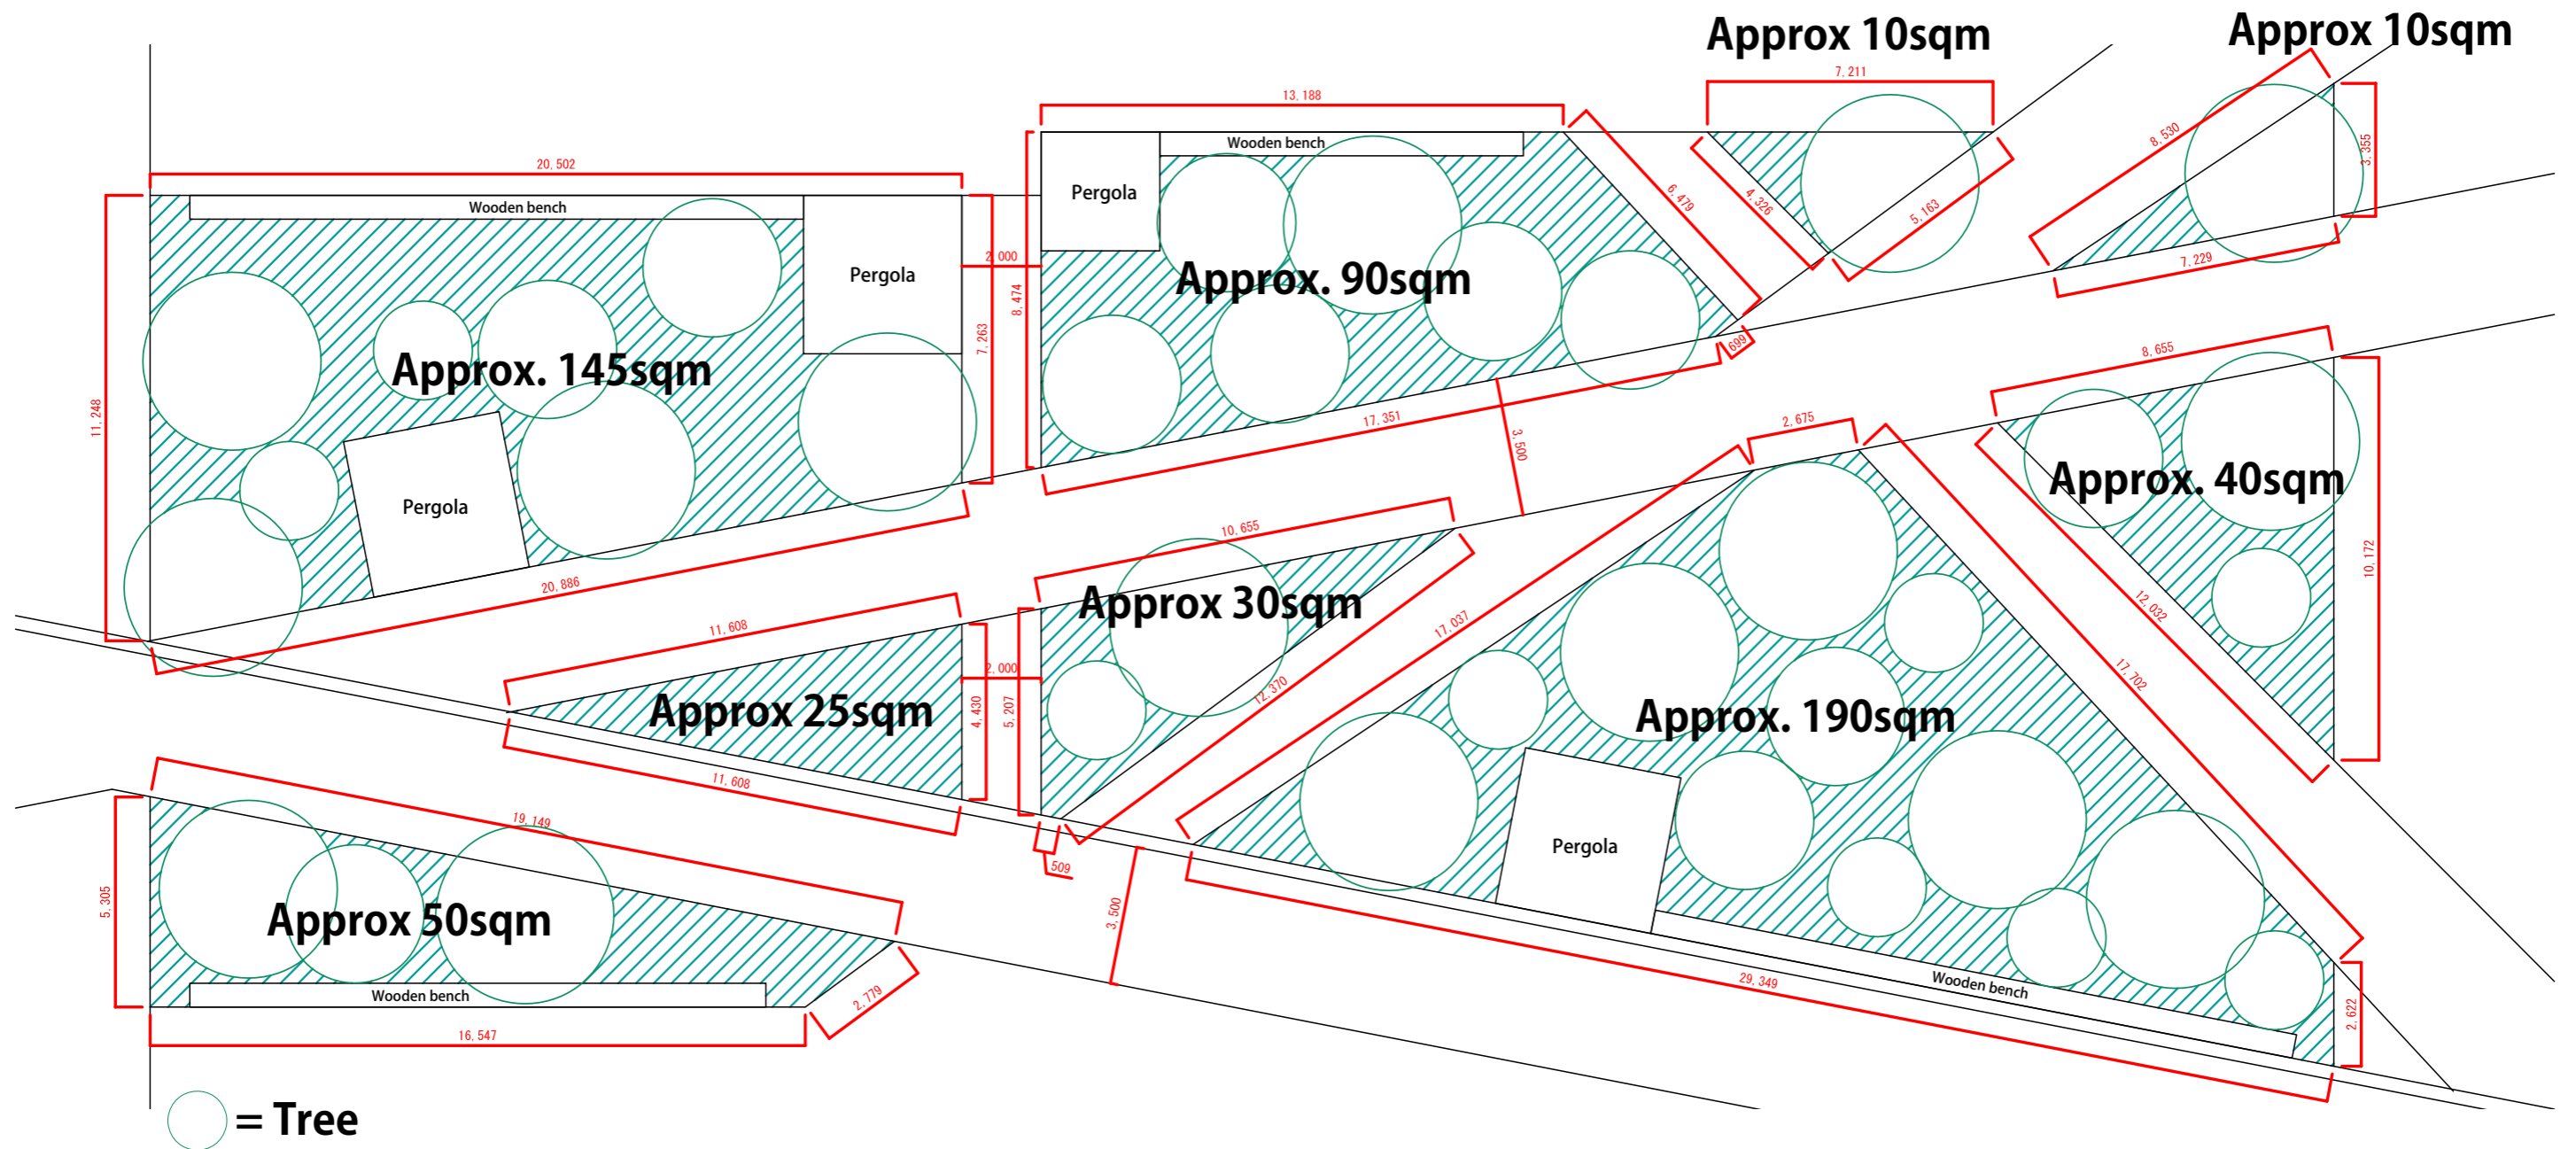 Approx 10sqm
Approx 10sqm
7,211
13,188
8,530
3,355
Wooden bench
20,502
Pergola
6,479
4,326
5,163
Wooden bench
7,229
2,000
Pergola
Approx. 90sqm
8,474
7,263
699
8,655
Approx. 145sqm
11,248
17,351
2,675
3,500
Approx. 40sqm
Pergola
10,655
10,172
20,886
Approx 30sqm
12,032
11,608
17,037
2,000
12,370
17,702
Approx 25sqm
4,430
5,207
Approx. 190sqm
11,608
19,149
Pergola
509
5,305
Approx 50sqm
3,500
Wooden bench
Wooden bench
29,349
2,779
2,622
16,547
= Tree